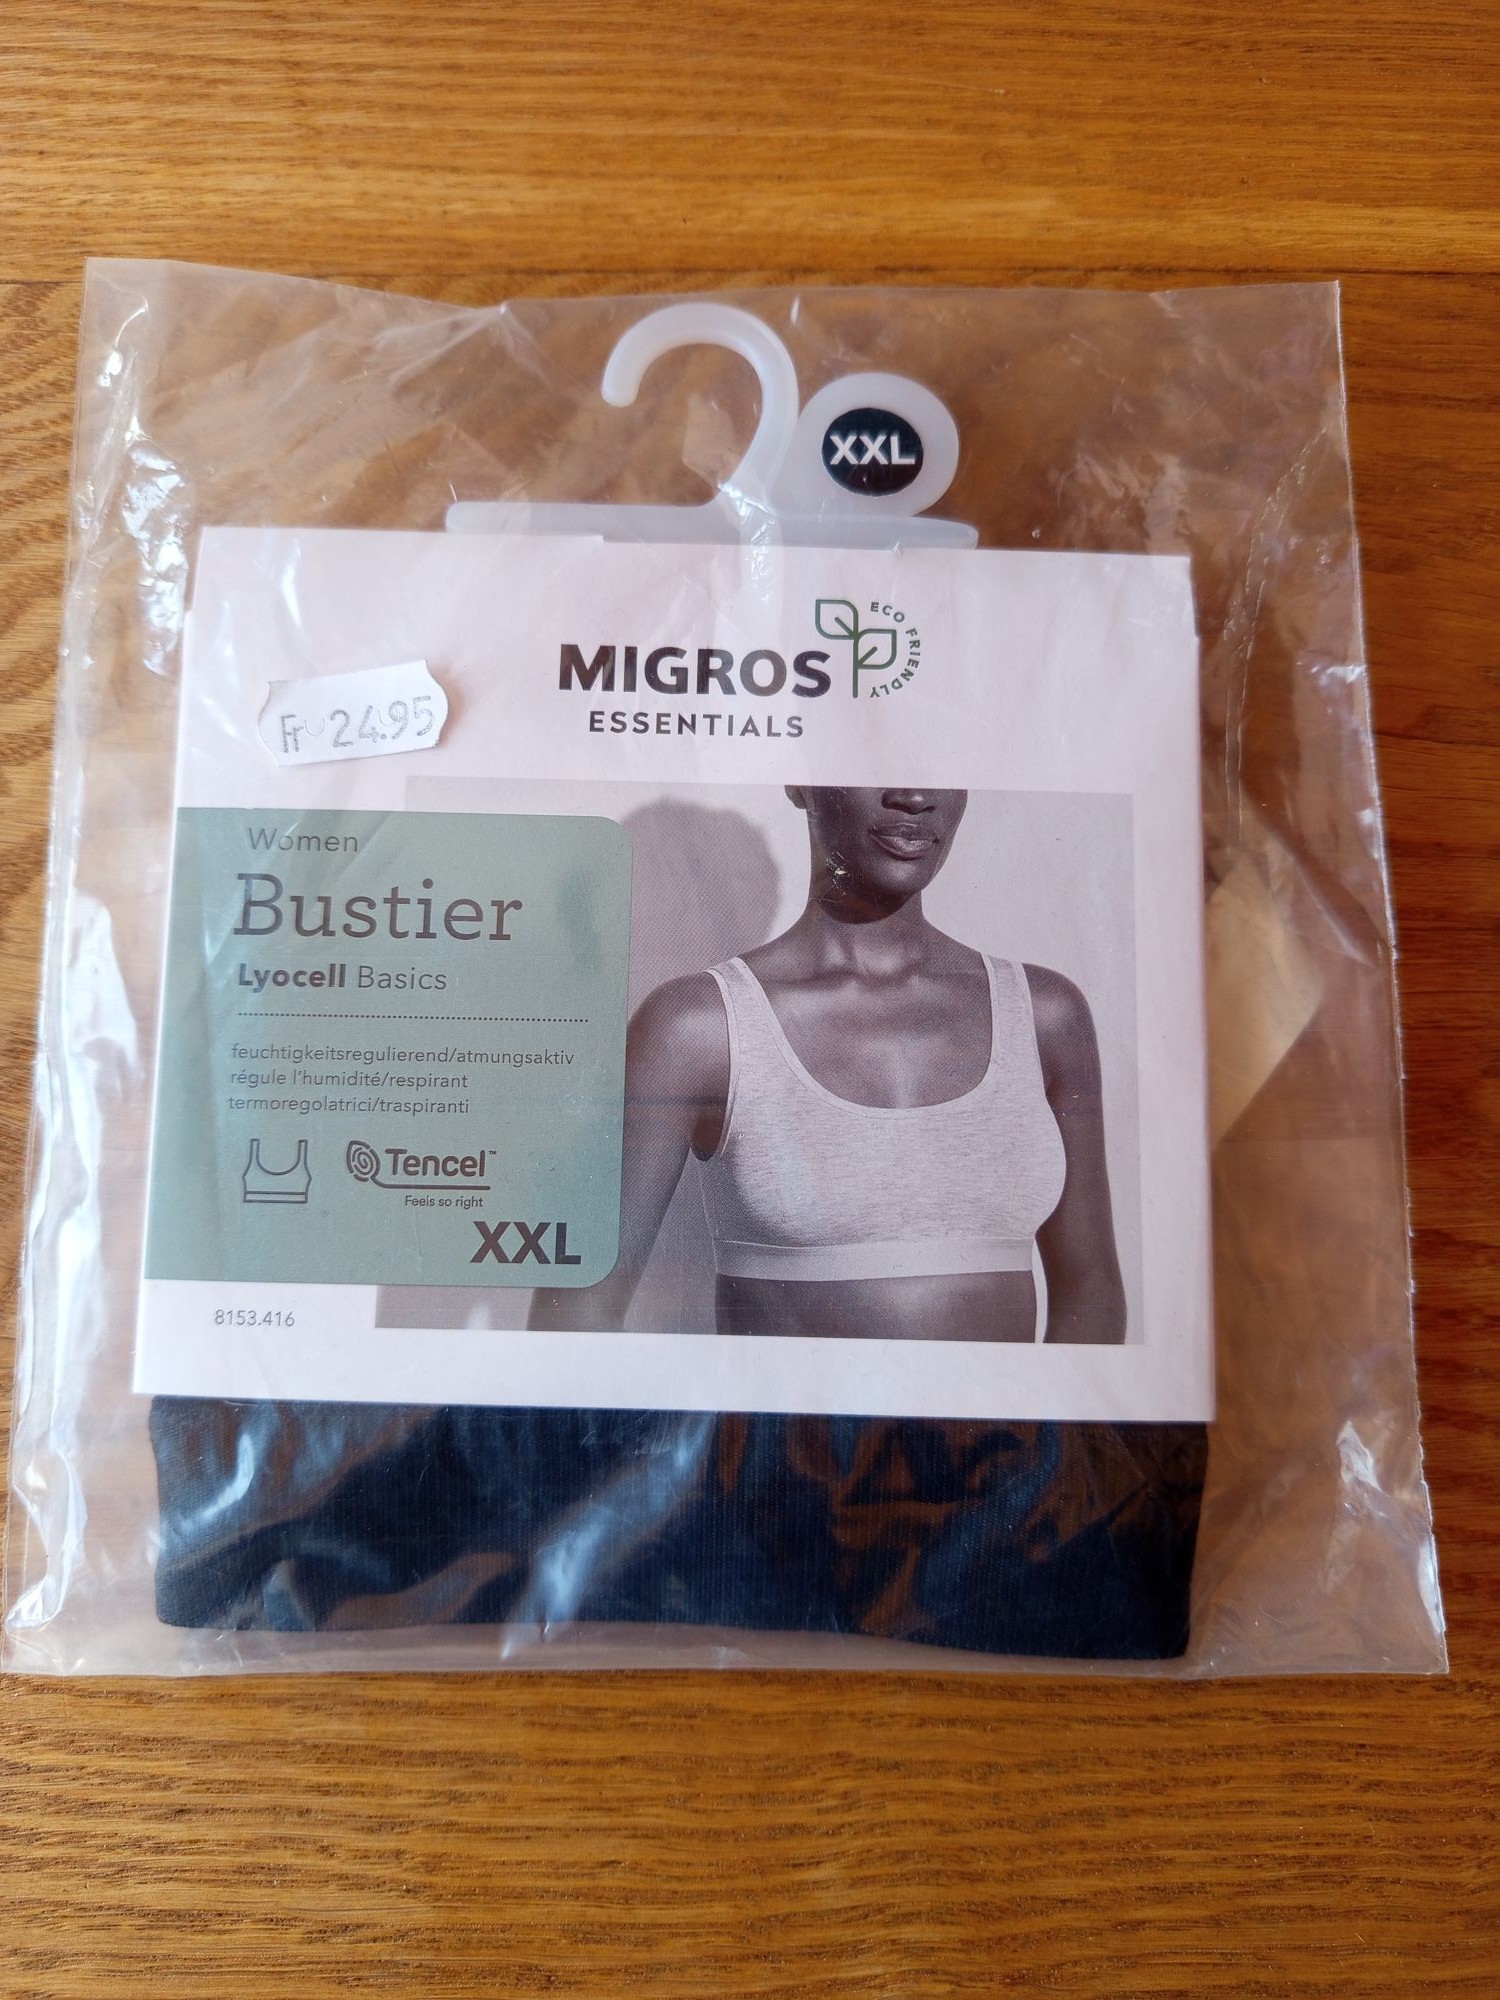 XXL
MIGROS
ESSENTIALS
ECO FRIENDLY
Fr 24.95
Women
Bustier
Lyocell Basics
feuchtigkeitsregulierend/atmungsaktiv
régule l'humidité/respirant
termoregolatrici/traspiranti
Tencel™
Feels so right
XXL
8153.416